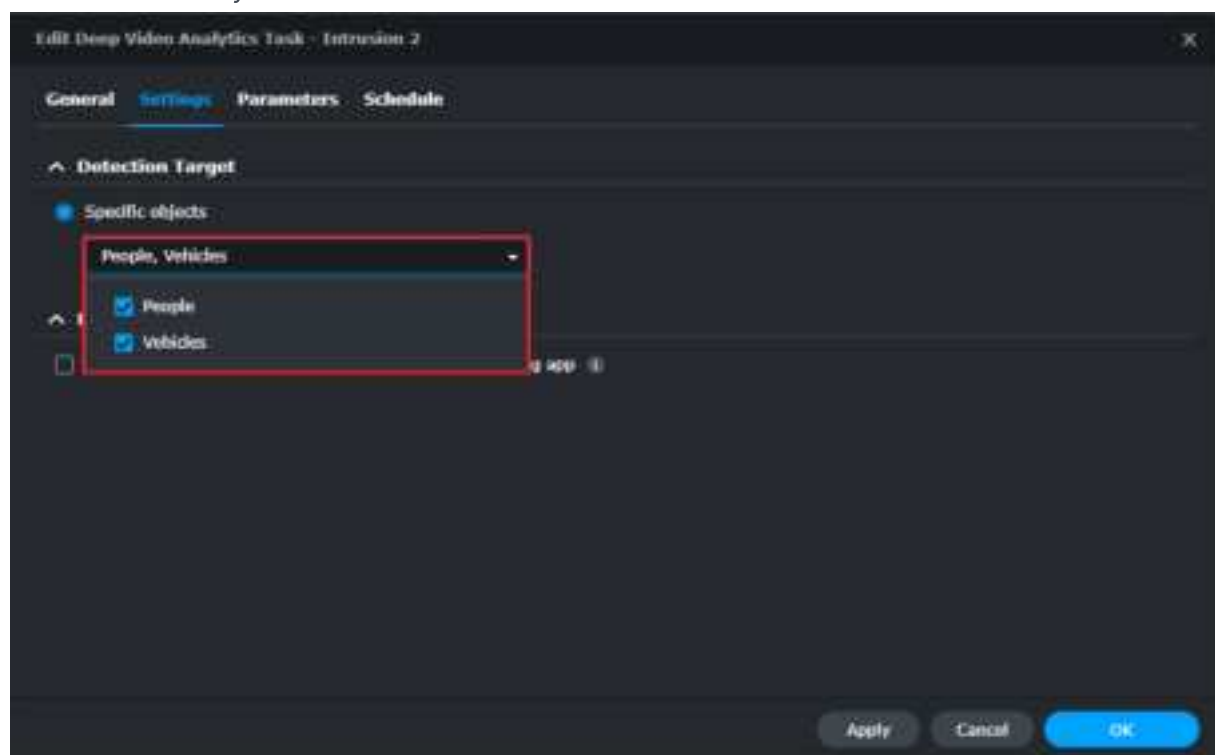 Edit Deep Video Analytics Task - Intrusion 2
General Settings Parameters Schedule
Detection Target
Specific objects
People, Vehicles
People
Vehicles
app
Apply Cancel OK